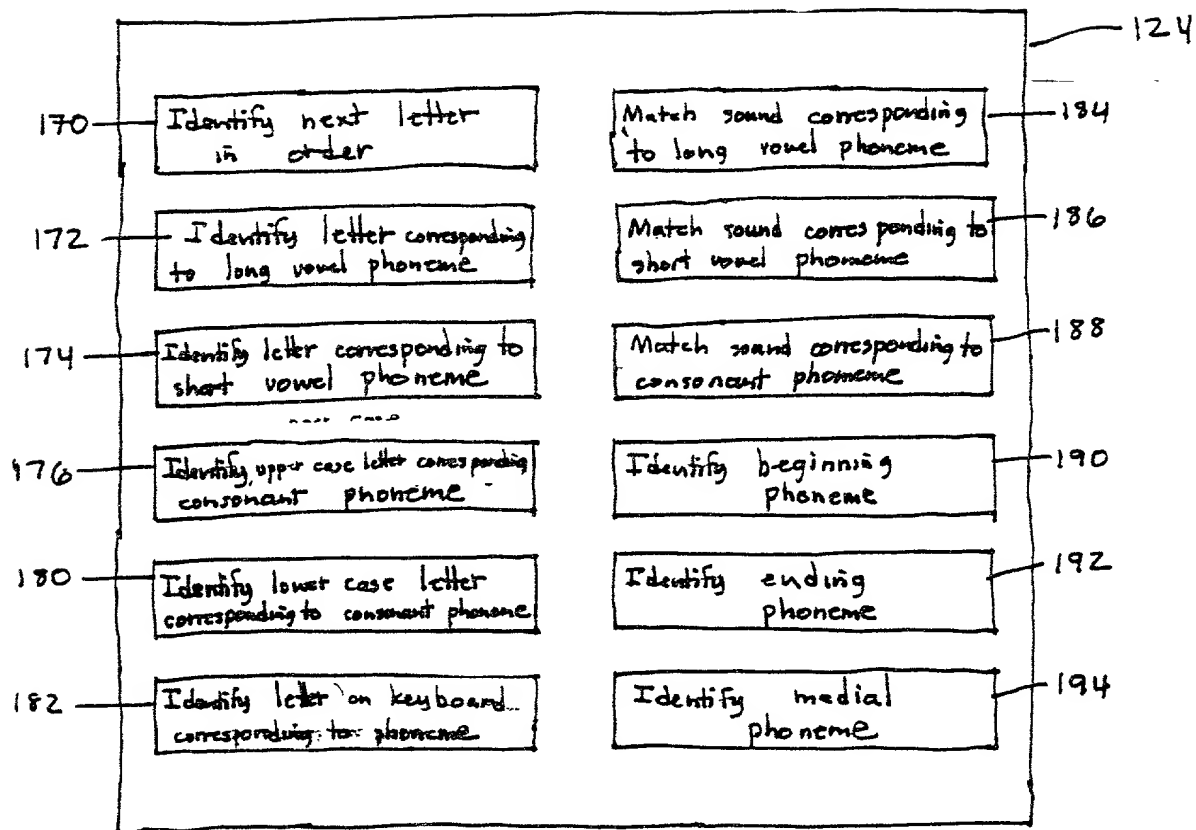 124
170
Identify next letter
in order
172
Identify letter corresponding
to long vowel phoneme
174
Identify letter corresponding to
short vowel phoneme
176
Identify upper case letter corresponding
consonant phoneme
180
Identify lower case letter
corresponding to consonant phoneme
182
Identify letter on keyboard
corresponding to phoneme
Match sound corresponding
to long vowel phoneme
184
Match sound corresponding to
short vowel phomeme
186
Match sound corresponding to
consonant phomeme
188
Identify beginning
phoneme
190
Identify ending
phoneme
192
Identify medial
phoneme
194